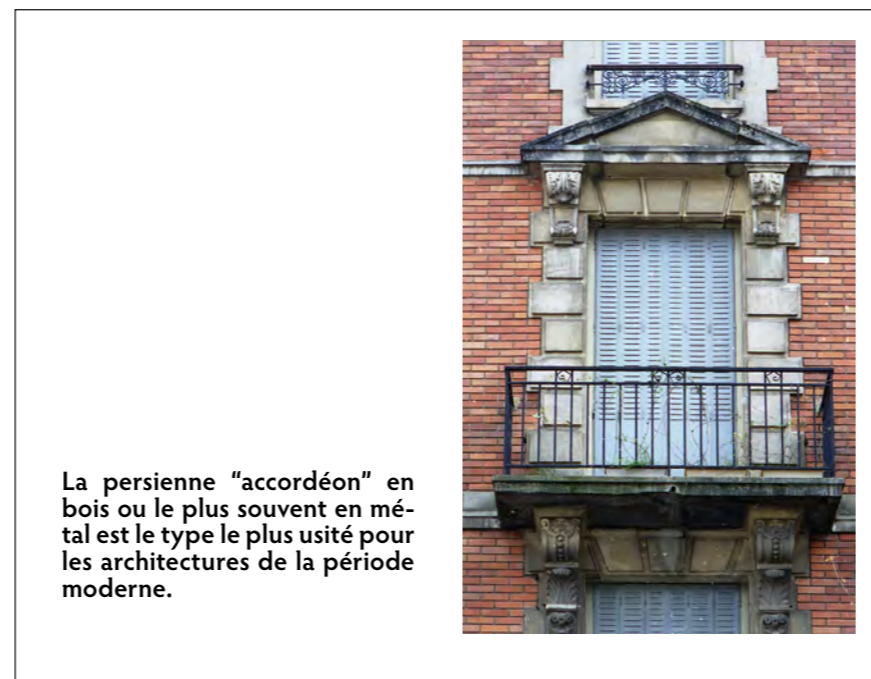 La persienne "accordéon" en
bois ou le plus souvent en mé-
tal est le type le plus usité pour
les architectures de la période
moderne.